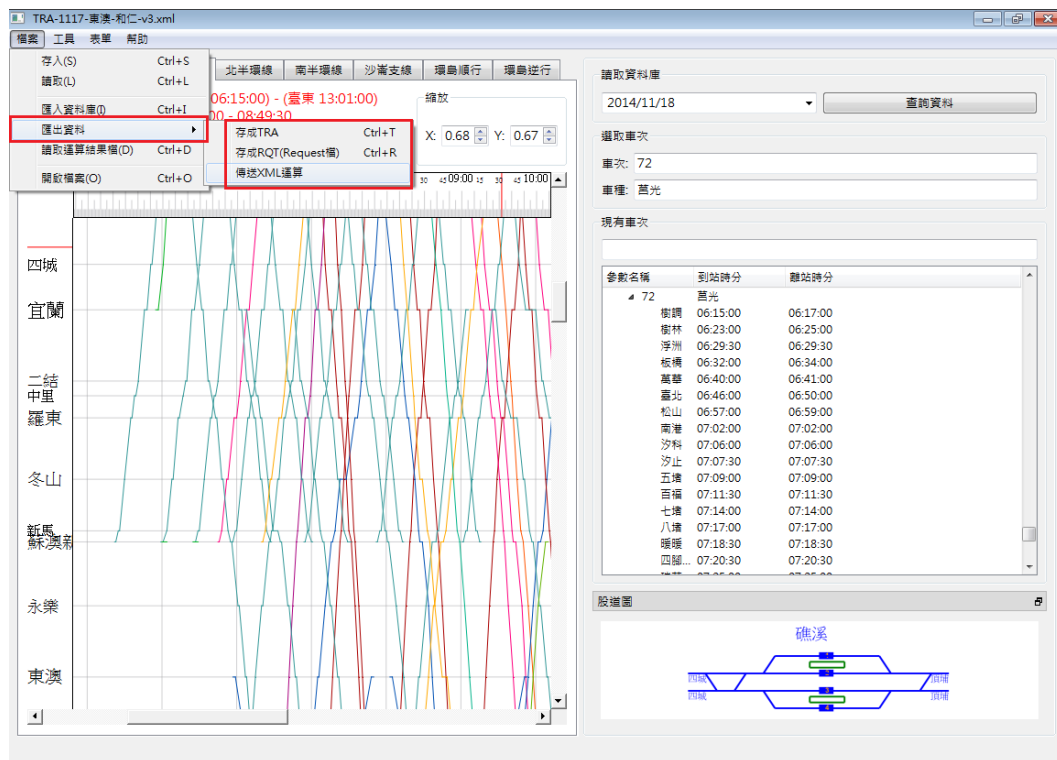 TRA-1117-東澳-和仁-v3.xml
檔案 工具 表單 幫助
存入(S) Ctrl+S
讀取(L) Ctrl+L
匯入資料庫(I) Ctrl+I
匯出資料
讀取運算結果檔(D) Ctrl+D
開啟檔案(O) Ctrl+O
存成TRA Ctrl+T
存成RQT(Request檔) Ctrl+R
傳送XML運算
北半環線 南半環線 沙崙支線 環島順行 環島逆行
06:15:00) - (臺東 13:01:00)
00 - 08:49:30
縮放
X: 0.68 Y: 0.67
30 45 09:00 15 30 45 10:00
四城
宜蘭
二結
中里
羅東
冬山
新馬
蘇澳新
永樂
東澳
讀取資料庫
2014/11/18 查詢資料
選取車次
車次: 72
車種: 莒光
現有車次
參數名稱 到站時分 離站時分
72 莒光
樹調 06:15:00 06:17:00
樹林 06:23:00 06:25:00
浮洲 06:29:30 06:29:30
板橋 06:32:00 06:34:00
萬華 06:40:00 06:41:00
臺北 06:46:00 06:50:00
松山 06:57:00 06:59:00
南港 07:02:00 07:02:00
汐科 07:06:00 07:06:00
汐止 07:07:30 07:07:30
五堵 07:09:00 07:09:00
百福 07:11:30 07:11:30
七堵 07:14:00 07:14:00
八堵 07:17:00 07:17:00
暖暖 07:18:30 07:18:30
四腳... 07:20:30 07:20:30
股道圖
礁溪
1
四城 2 頂埔
四城 3 頂埔
4